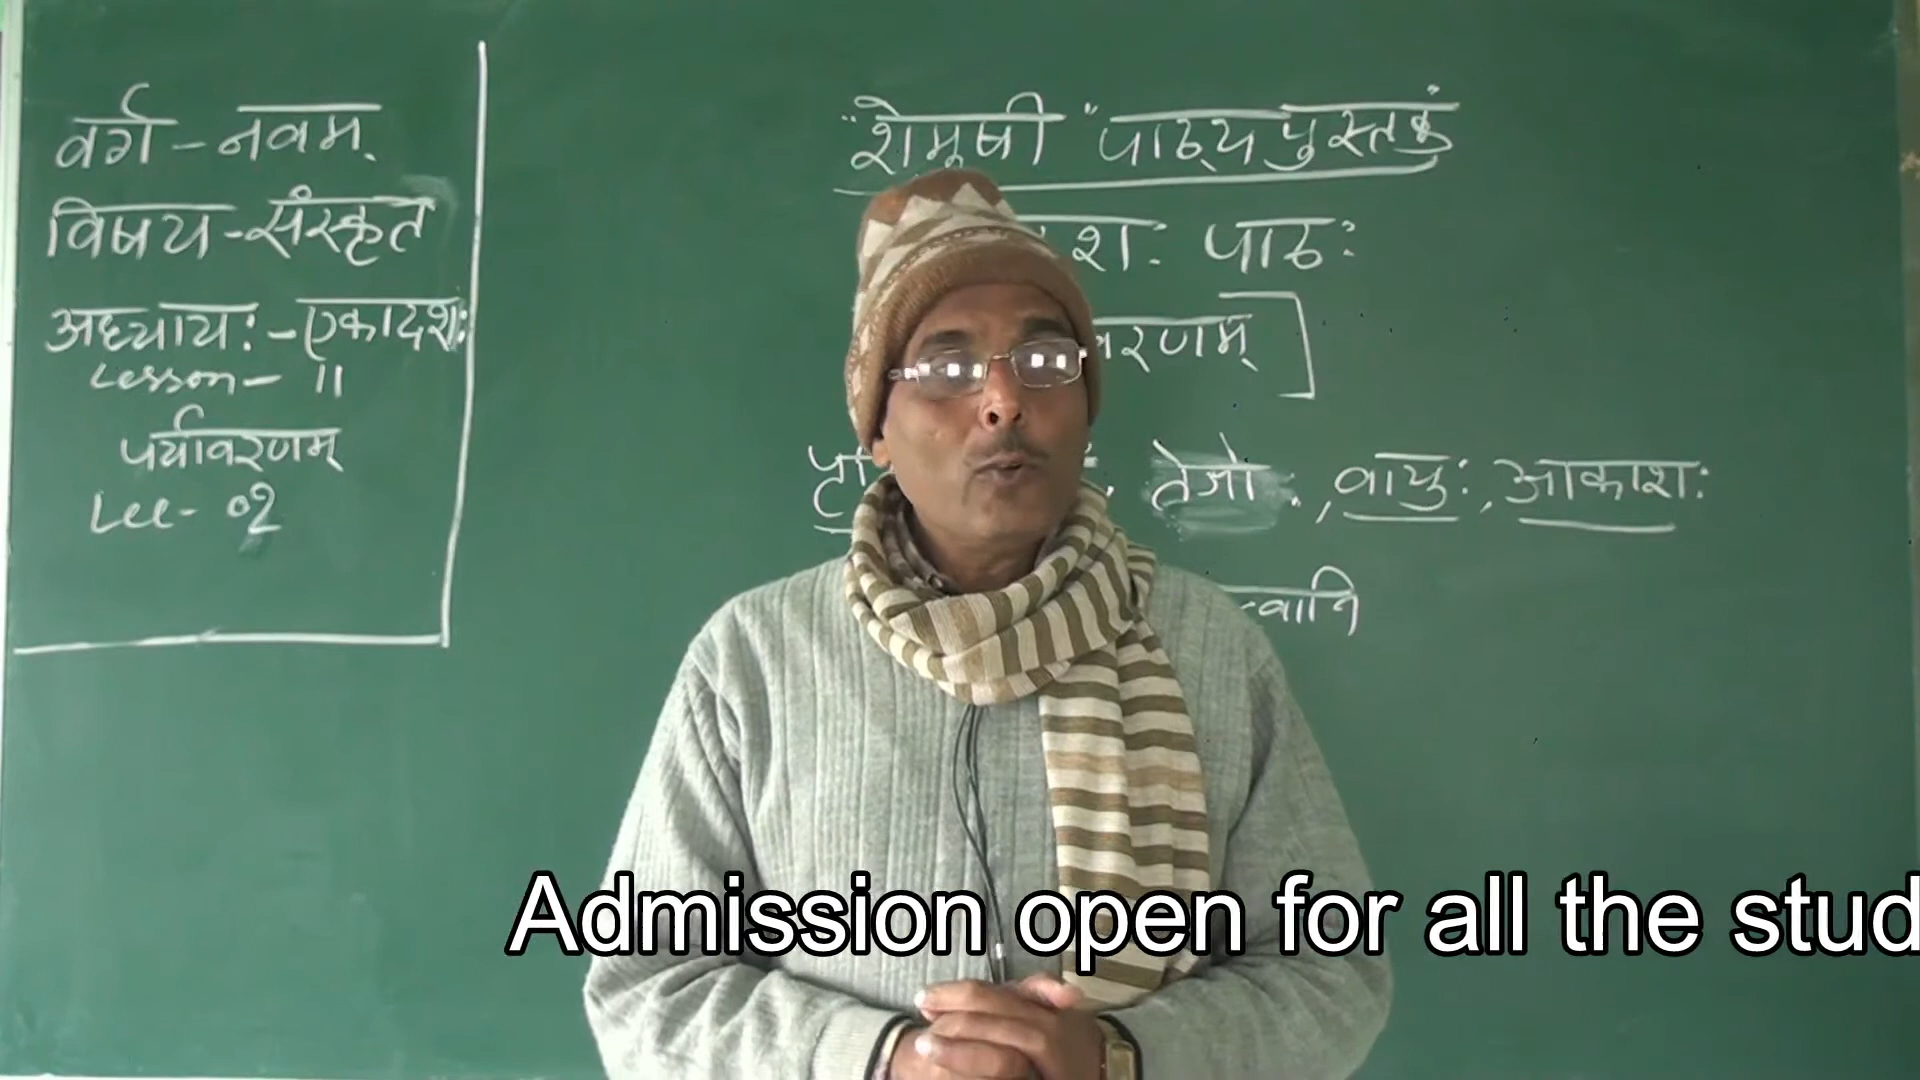 वर्ग - नवम्
विषय - संस्कृत
अध्यायः - एकादशः
Lesson - 11
पर्यावरणम्
Lec - 02
"शेमूषी" पाठ्यपुस्तकं
शः पाठः
वरणम्]
तेजो:, वायुः, आकाशः
Admission open for all the stud